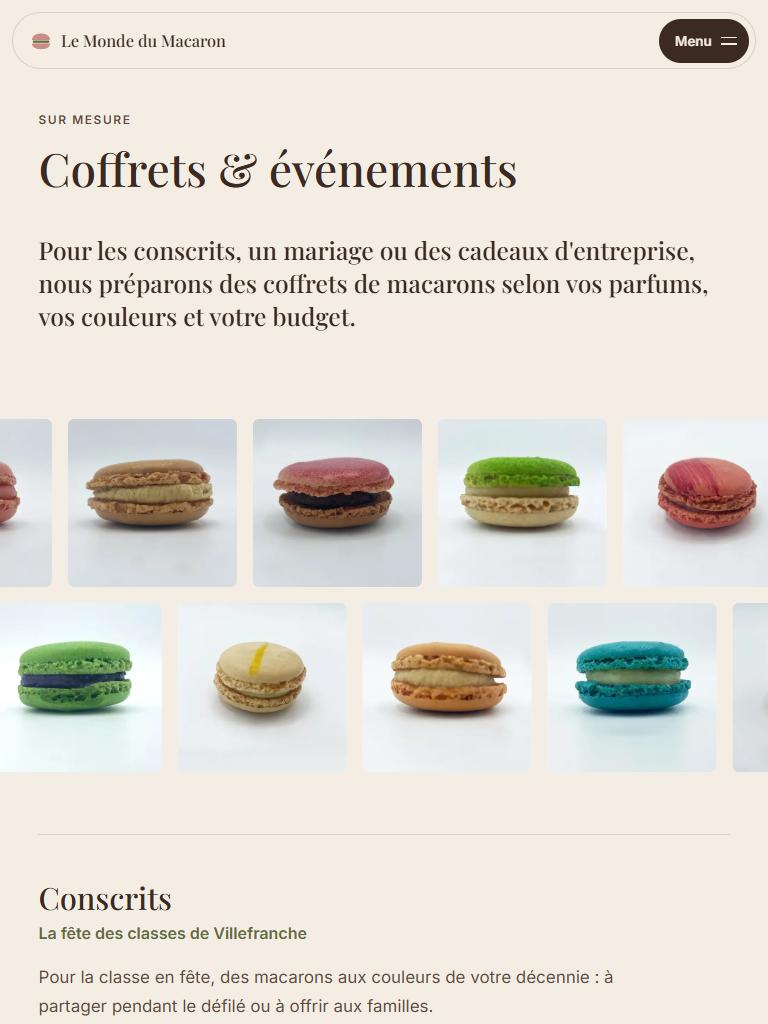 Le Monde du Macaron
Menu
SUR MESURE
Coffrets & événements
Pour les conscrits, un mariage ou des cadeaux d'entreprise,
nous préparons des coffrets de macarons selon vos parfums,
vos couleurs et votre budget.
Conscrits
La fête des classes de Villefranche
Pour la classe en fête, des macarons aux couleurs de votre décennie : à
partager pendant le défilé ou à offrir aux familles.